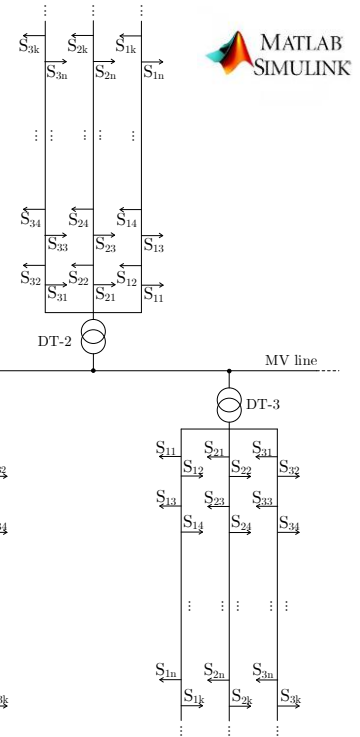 S3k S2k S1k
S3n S2n S1n
MATLAB
SIMULINK
S34 S24 S14
S33 S23 S13
S32 S22 S12
S31 S21 S11
DT-2
MV line
DT-3
S11 S21 S31
S12 S22 S32
S13 S23 S33
S14 S24 S34
S1n S2n S3n
S1k S2k S3k